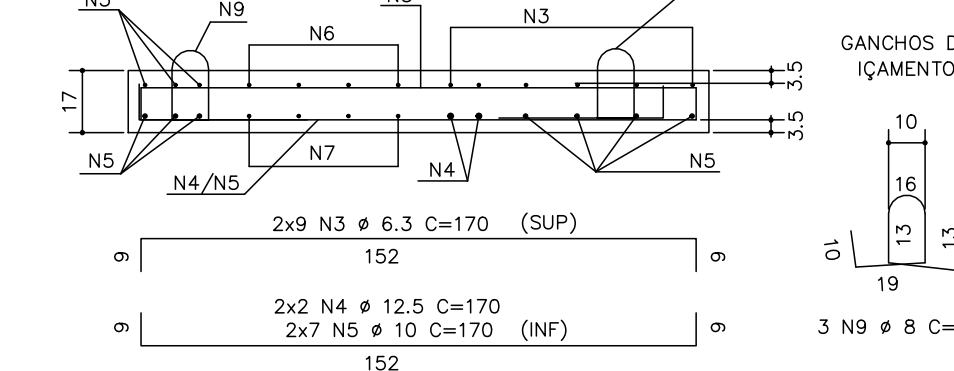 N9
N6
N3
GANCHOS D
IÇAMENTO
3.5
17
3.5
10
N5
N7
N4
N5
N4/N5
16
13
13
10
19
2x9 N3 ø 6.3 C=170 (SUP)
9
152
9
2x2 N4 ø 12.5 C=170
2x7 N5 ø 10 C=170 (INF)
9
152
9
3 N9 ø 8 C=